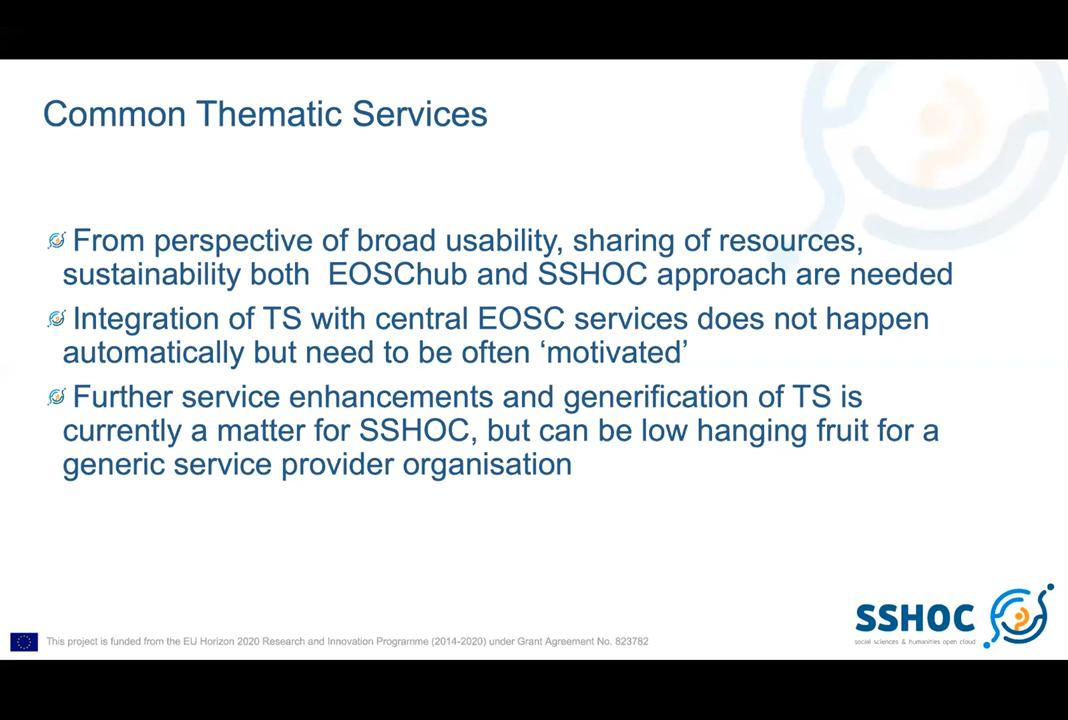 Common Thematic Services
From perspective of broad usability, sharing of resources,
sustainability both  EOSChub and SSHOC approach are needed
Integration of TS with central EOSC services does not happen
automatically but need to be often ‘motivated’
Further service enhancements and generification of TS is
currently a matter for SSHOC, but can be low hanging fruit for a
generic service provider organisation
SSHOC
social sciences & humanities open cloud
This project is funded from the EU Horizon 2020 Research and Innovation Programme (2014-2020) under Grant Agreement No. 823782